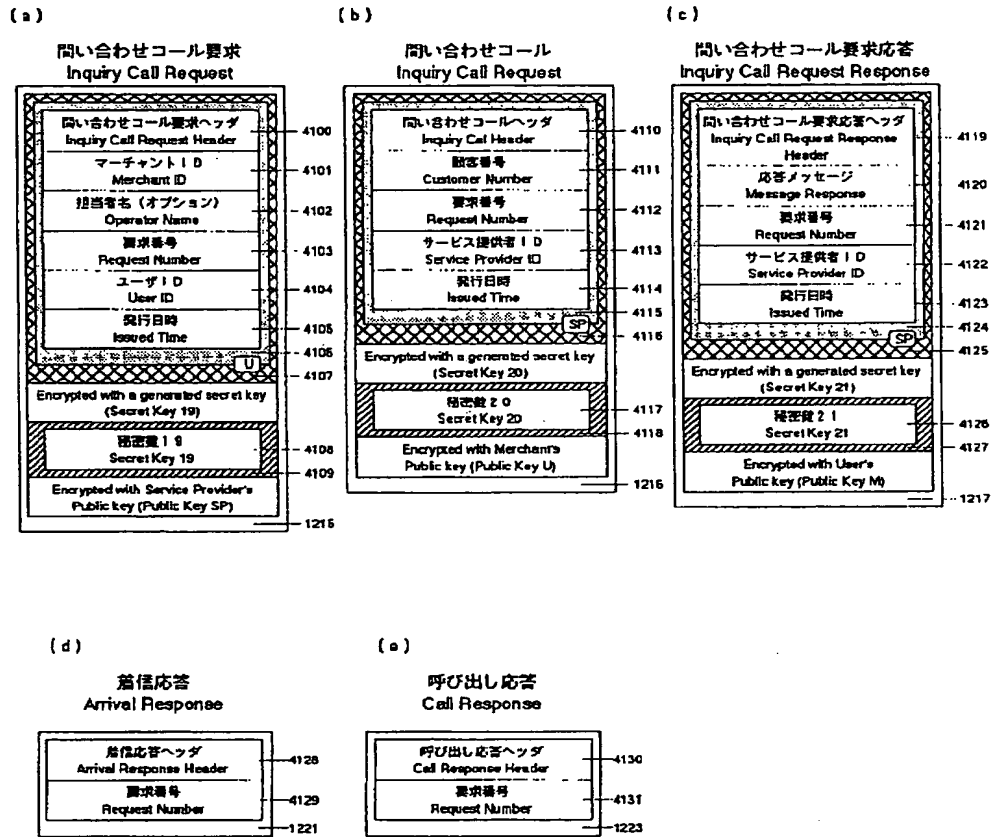 (a)
問い合わせコール要求
Inquiry Call Request
問い合わせコール要求ヘッダ
Inquiry Call Request Header
マーチャントID
Merchant ID
担当者名(オプション)
Operator Name
要求番号
Request Number
ユーザID
User ID
発行日時
Issued Time
U
Encrypted with a generated secret key
(Secret Key 19)
秘密鍵19
Secret Key 19
Encrypted with Service Provider's
Public key (Public Key SP)
4100
4101
4102
4103
4104
4105
4106
4107
4108
4109
1215
(b)
問い合わせコール
Inquiry Call Request
問い合わせコールヘッダ
Inquiry Cal Header
顧客番号
Customer Number
要求番号
Request Number
サービス提供者ID
Service Provider ID
発行日時
Issued Time
SP
Encrypted with a generated secret key
(Secret Key 20)
秘密鍵20
Secret Key 20
Encrypted with Merchant's
Public key (Public Key U)
4110
4111
4112
4113
4114
4115
4116
4117
4118
1216
(c)
問い合わせコール要求応答
Inquiry Call Request Response
問い合わせコール要求応答ヘッダ
Inquiry Call Request Response
Header
応答メッセージ
Message Response
要求番号
Request Number
サービス提供者ID
Service Provider ID
発行日時
Issued Time
SP
Encrypted with a generated secret key
(Secret Key 21)
秘密鍵21
Secret Key 21
Encrypted with User's
Public key (Public Key M)
4119
4120
4121
4122
4123
4124
4125
4126
4127
1217
(d)
着信応答
Arrival Response
着信応答ヘッダ
Arrival Response Header
要求番号
Request Number
4128
4129
1221
(e)
呼び出し応答
Call Response
呼び出し応答ヘッダ
Call Response Header
要求番号
Request Number
4130
4131
1223